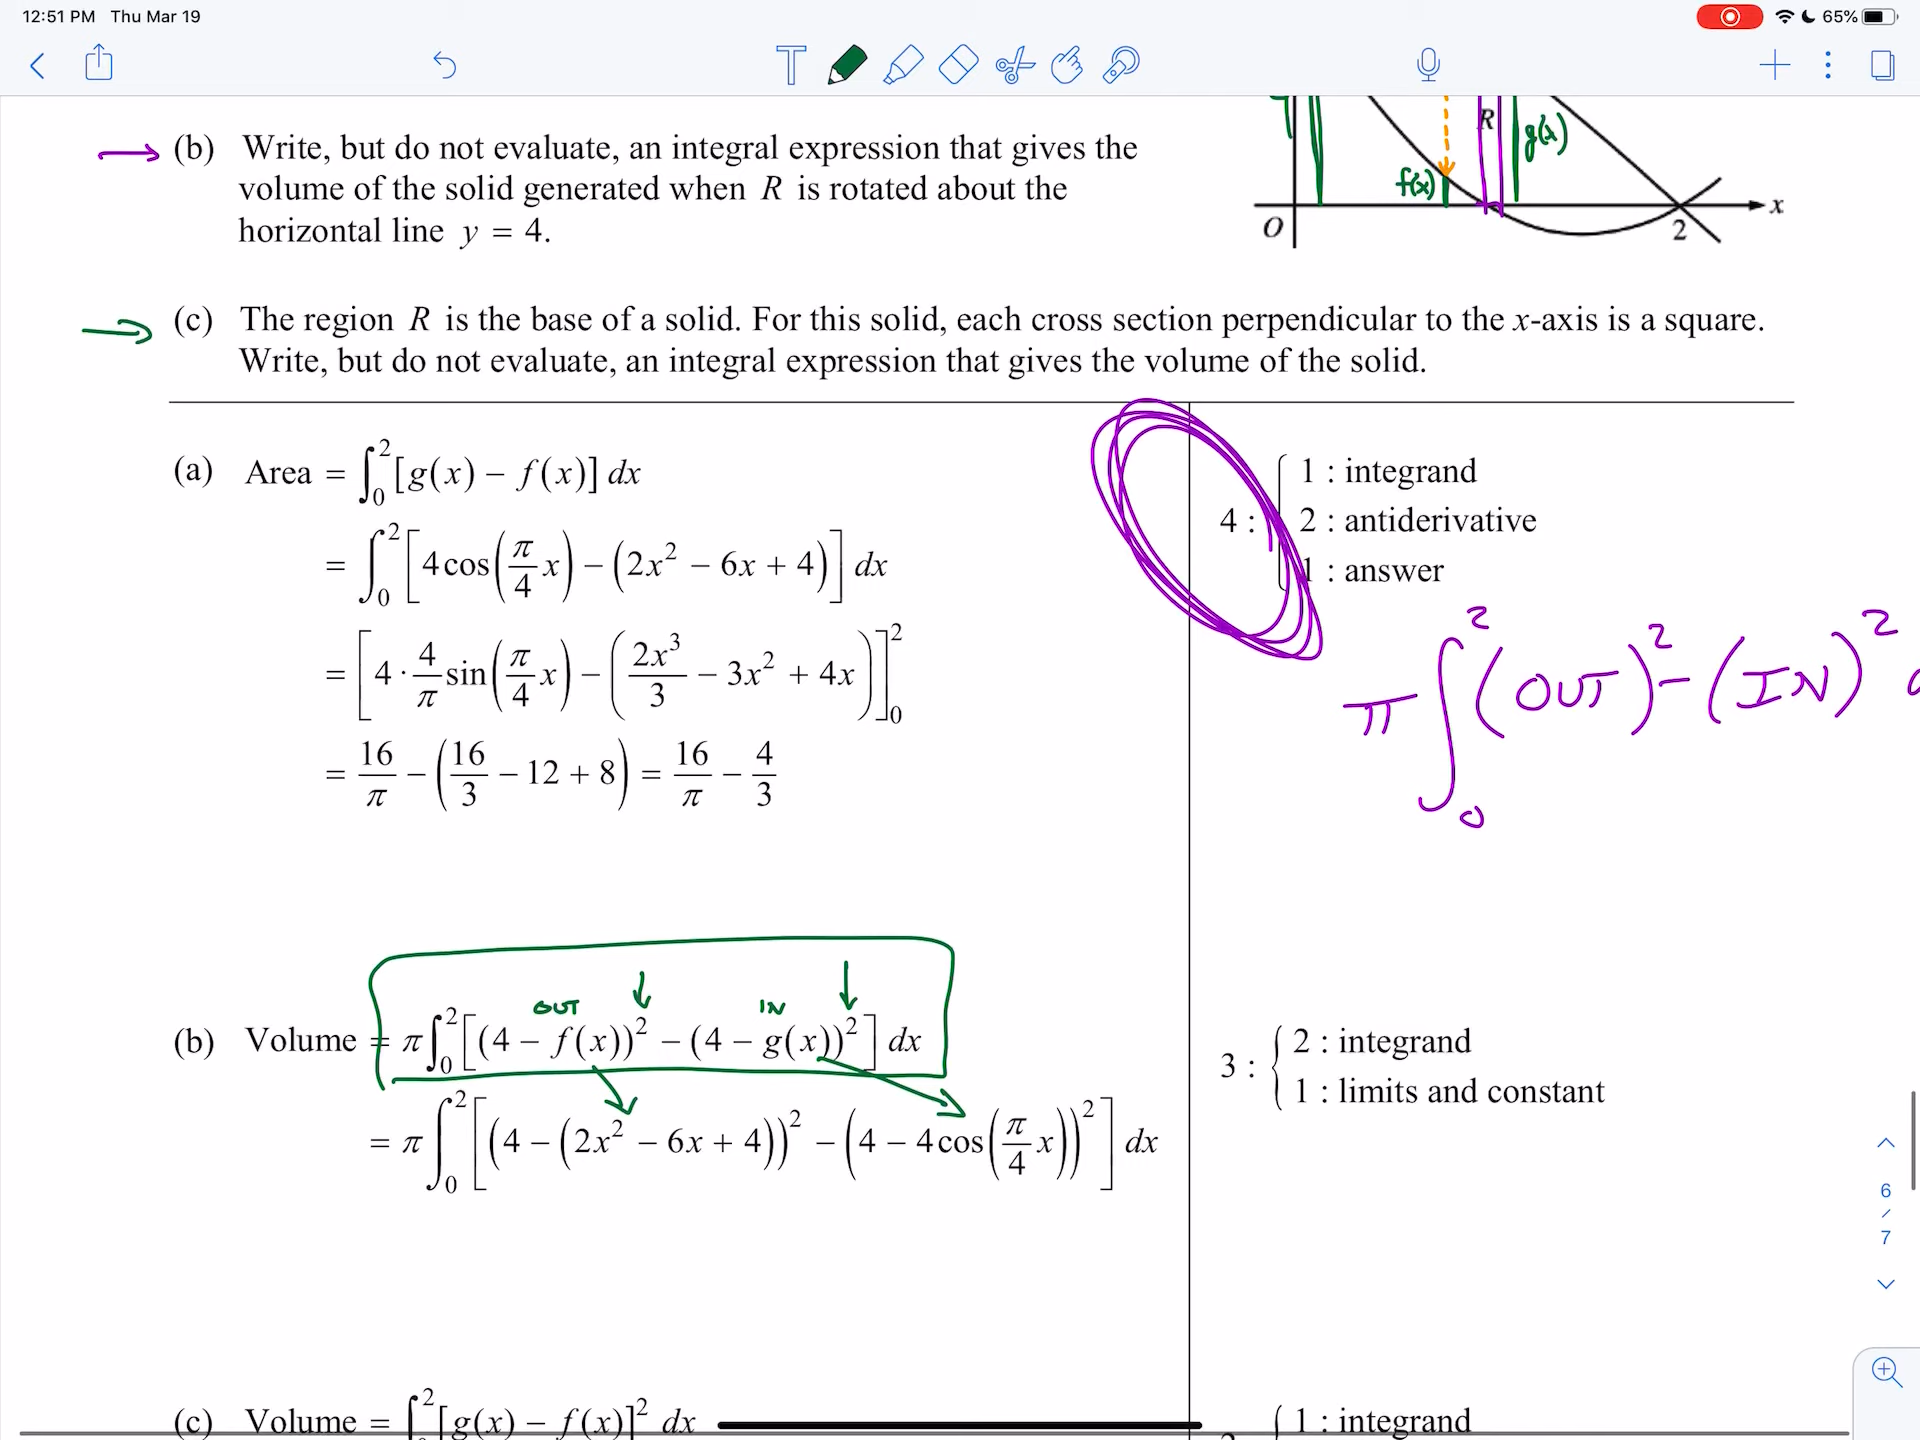 12:51 PM Thu Mar 19
65%
T
(b) Write, but do not evaluate, an integral expression that gives the
volume of the solid generated when R is rotated about the
horizontal line y = 4.
R
g(x)
f(x)
O
2
x
(c) The region R is the base of a solid. For this solid, each cross section perpendicular to the x-axis is a square.
Write, but do not evaluate, an integral expression that gives the volume of the solid.
(a) Area = ∫₀² [g(x) − f(x)] dx
= ∫₀² [4cos(π/4 x) − (2x² − 6x + 4)] dx
= [4 · 4/π sin(π/4 x) − (2x³/3 − 3x² + 4x)]₀²
= 16/π − (16/3 − 12 + 8) = 16/π − 4/3
4 : { 1 : integrand
2 : antiderivative
1 : answer
π ∫₀² (OUT)² − (IN)²
OUT IN
(b) Volume = π∫₀² [(4 − f(x))² − (4 − g(x))²] dx
= π ∫₀² [(4 − (2x² − 6x + 4))² − (4 − 4cos(π/4 x))²] dx
3 : { 2 : integrand
1 : limits and constant
6
/
7
(c) Volume = ∫² [g(x) − f(x)]² dx
{ 1 : integrand